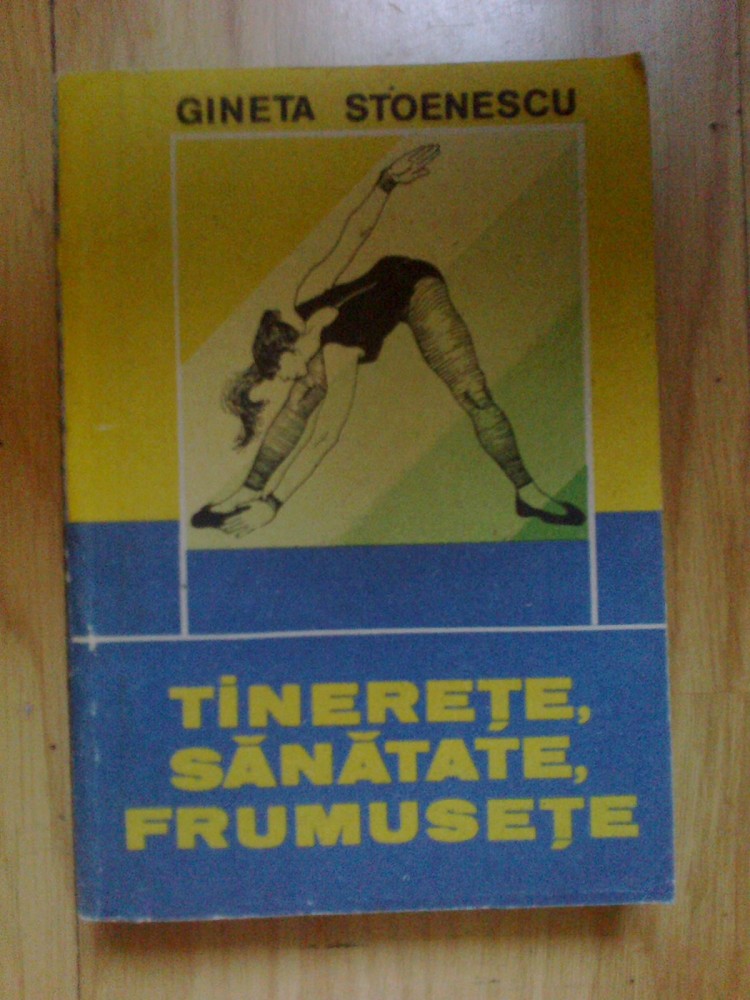 GINETA STOENESCU
TINEREȚE,
SĂNĂTATE,
FRUMUSEȚE